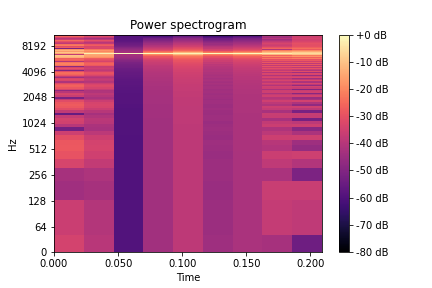 Power spectrogram
8192
4096
2048
1024
512
256
128
64
0
Hz
0.000 0.050 0.100 0.150 0.200
Time
+0 dB
-10 dB
-20 dB
-30 dB
-40 dB
-50 dB
-60 dB
-70 dB
-80 dB